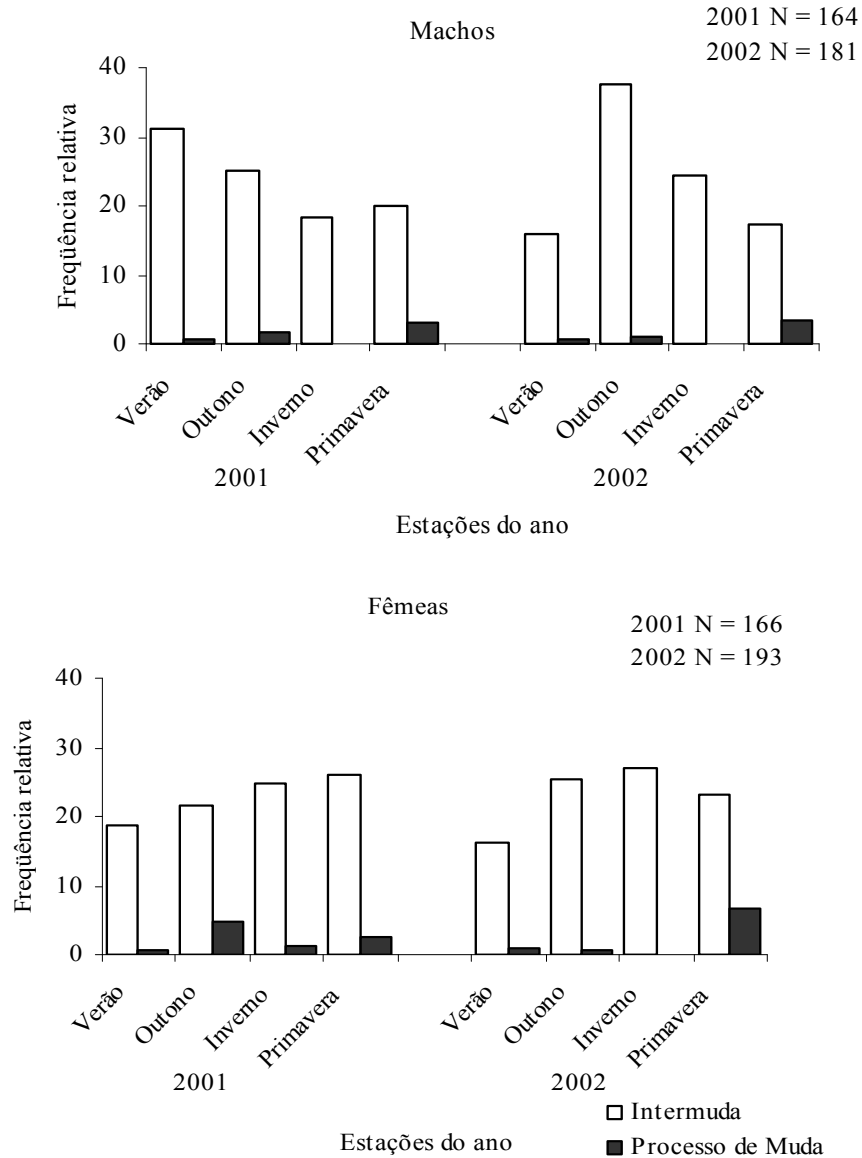 Machos
2001 N = 164
2002 N = 181
Freqüência relativa
40
30
20
10
0
Verão
Outono
Inverno
Primavera
Verão
Outono
Inverno
Primavera
2001
2002
Estações do ano
Fêmeas
2001 N = 166
2002 N = 193
Freqüência relativa
40
30
20
10
0
Verão
Outono
Inverno
Primavera
Verão
Outono
Inverno
Primavera
2001
2002
Intermuda
Processo de Muda
Estações do ano